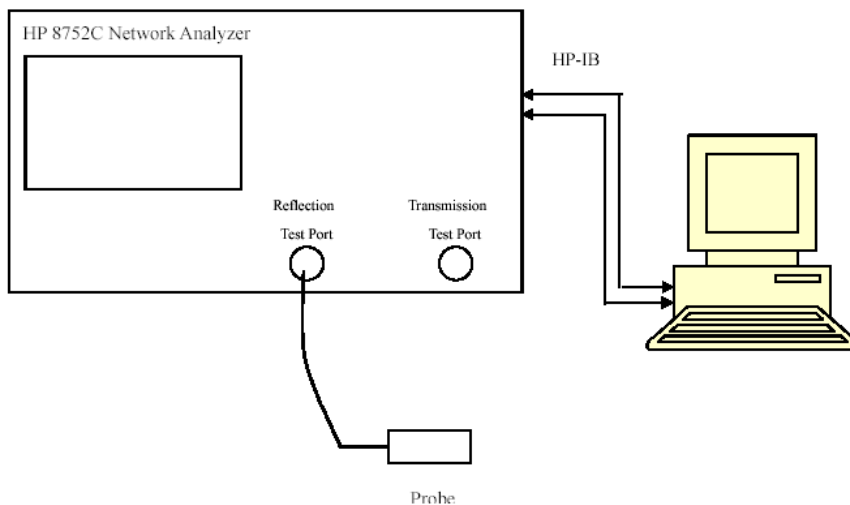 HP 8752C Network Analyzer
HP-IB
Reflection
Test Port
Transmission
Test Port
Probe